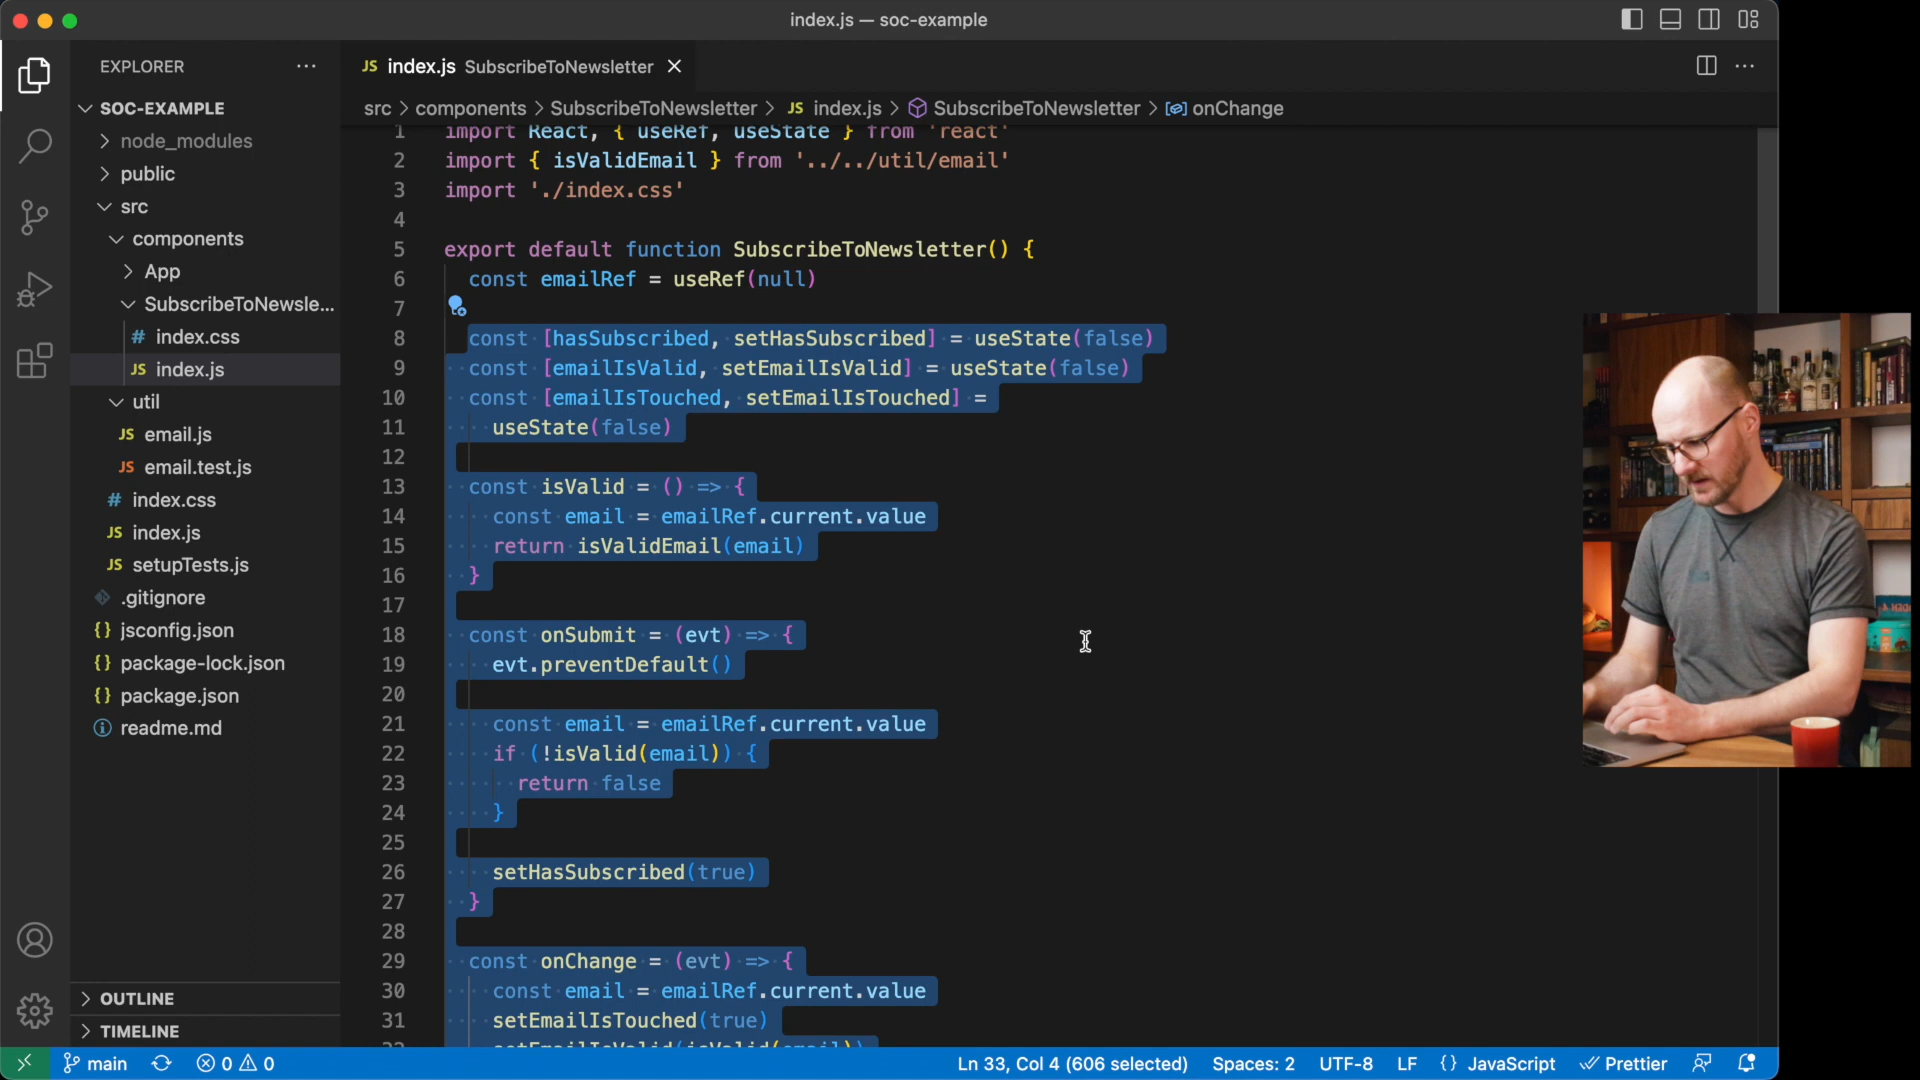 index.js — soc-example
EXPLORER
SOC-EXAMPLE
node_modules
public
src
components
App
SubscribeToNewsle...
# index.css
JS index.js
util
JS email.js
JS email.test.js
# index.css
JS index.js
JS setupTests.js
.gitignore
{} jsconfig.json
{} package-lock.json
{} package.json
readme.md
OUTLINE
TIMELINE
JS index.js SubscribeToNewsletter
src > components > SubscribeToNewsletter > JS index.js > SubscribeToNewsletter > onChange
1 import React, { useRef, useState } from 'react'
2 import { isValidEmail } from '../../util/email'
3 import './index.css'
4
5 export default function SubscribeToNewsletter() {
6 const emailRef = useRef(null)
7
8 const [hasSubscribed, setHasSubscribed] = useState(false)
9 const [emailIsValid, setEmailIsValid] = useState(false)
10 const [emailIsTouched, setEmailIsTouched] =
11 useState(false)
12
13 const isValid = () => {
14 const email = emailRef.current.value
15 return isValidEmail(email)
16 }
17
18 const onSubmit = (evt) => {
19 evt.preventDefault()
20
21 const email = emailRef.current.value
22 if (!isValid(email)) {
23 return false
24 }
25
26 setHasSubscribed(true)
27 }
28
29 const onChange = (evt) => {
30 const email = emailRef.current.value
31 setEmailIsTouched(true)
32 setEmailIsValid(isValid(email))
main 0 0 Ln 33, Col 4 (606 selected) Spaces: 2 UTF-8 LF {} JavaScript Prettier